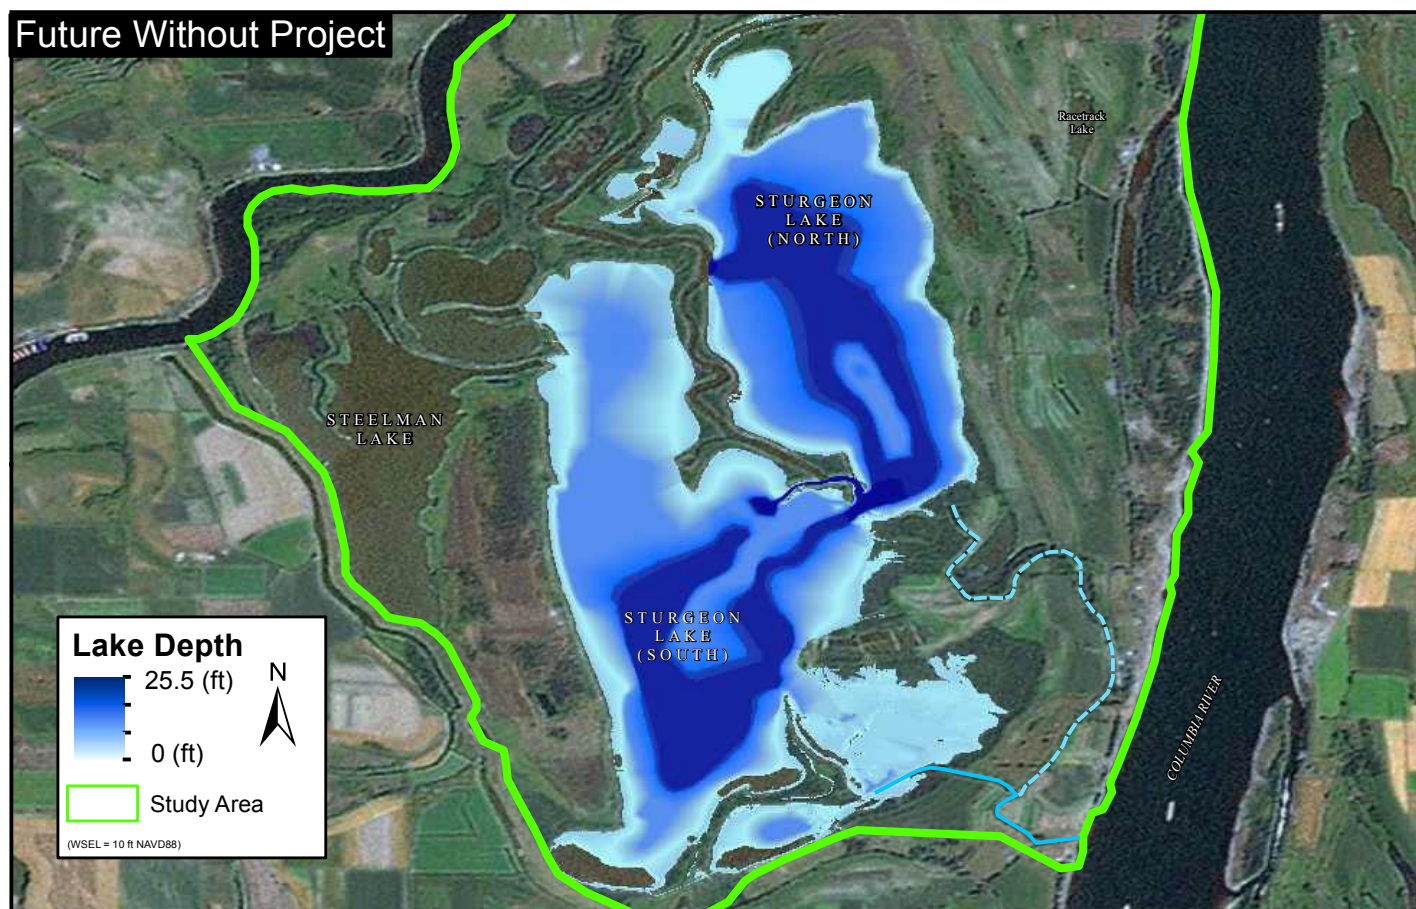 Future Without Project
Racetrack
Lake
STURGEON
LAKE
(NORTH)
STEELMAN
LAKE
STURGEON
LAKE
(SOUTH)
COLUMBIA RIVER
Lake Depth
25.5 (ft)
0 (ft)
N
Study Area
(WSEL = 10 ft NAVD88)